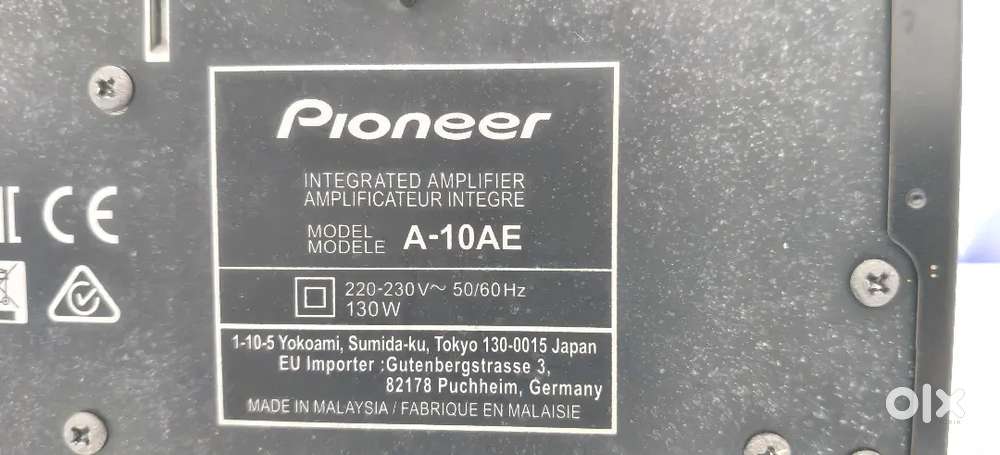 Pioneer
INTEGRATED AMPLIFIER
AMPLIFICATEUR INTEGRE
MODEL
MODELE A-10AE
220-230V~ 50/60Hz
130W
1-10-5 Yokoami, Sumida-ku, Tokyo 130-0015 Japan
EU Importer :Gutenbergstrasse 3,
82178 Puchheim, Germany
MADE IN MALAYSIA / FABRIQUE EN MALAISIE
CE
olx